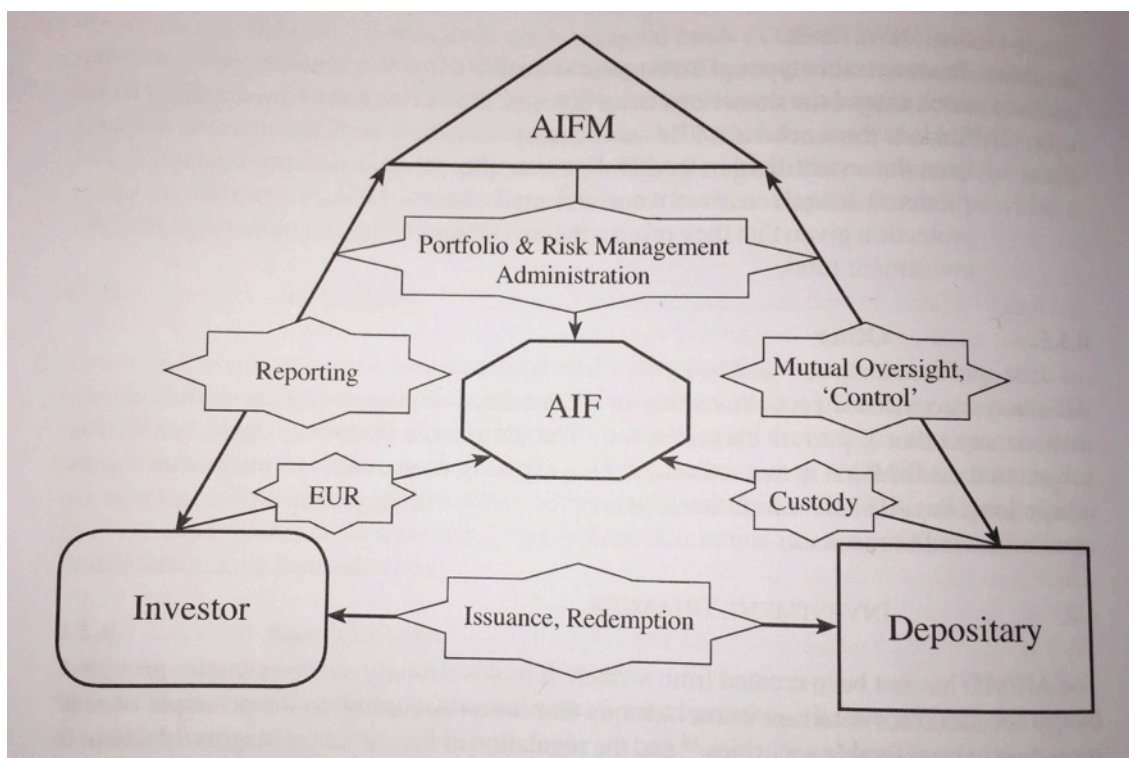 AIFM
Portfolio & Risk Management
Administration
Reporting
AIF
Mutual Oversight,
'Control'
EUR
Custody
Investor
Issuance, Redemption
Depositary